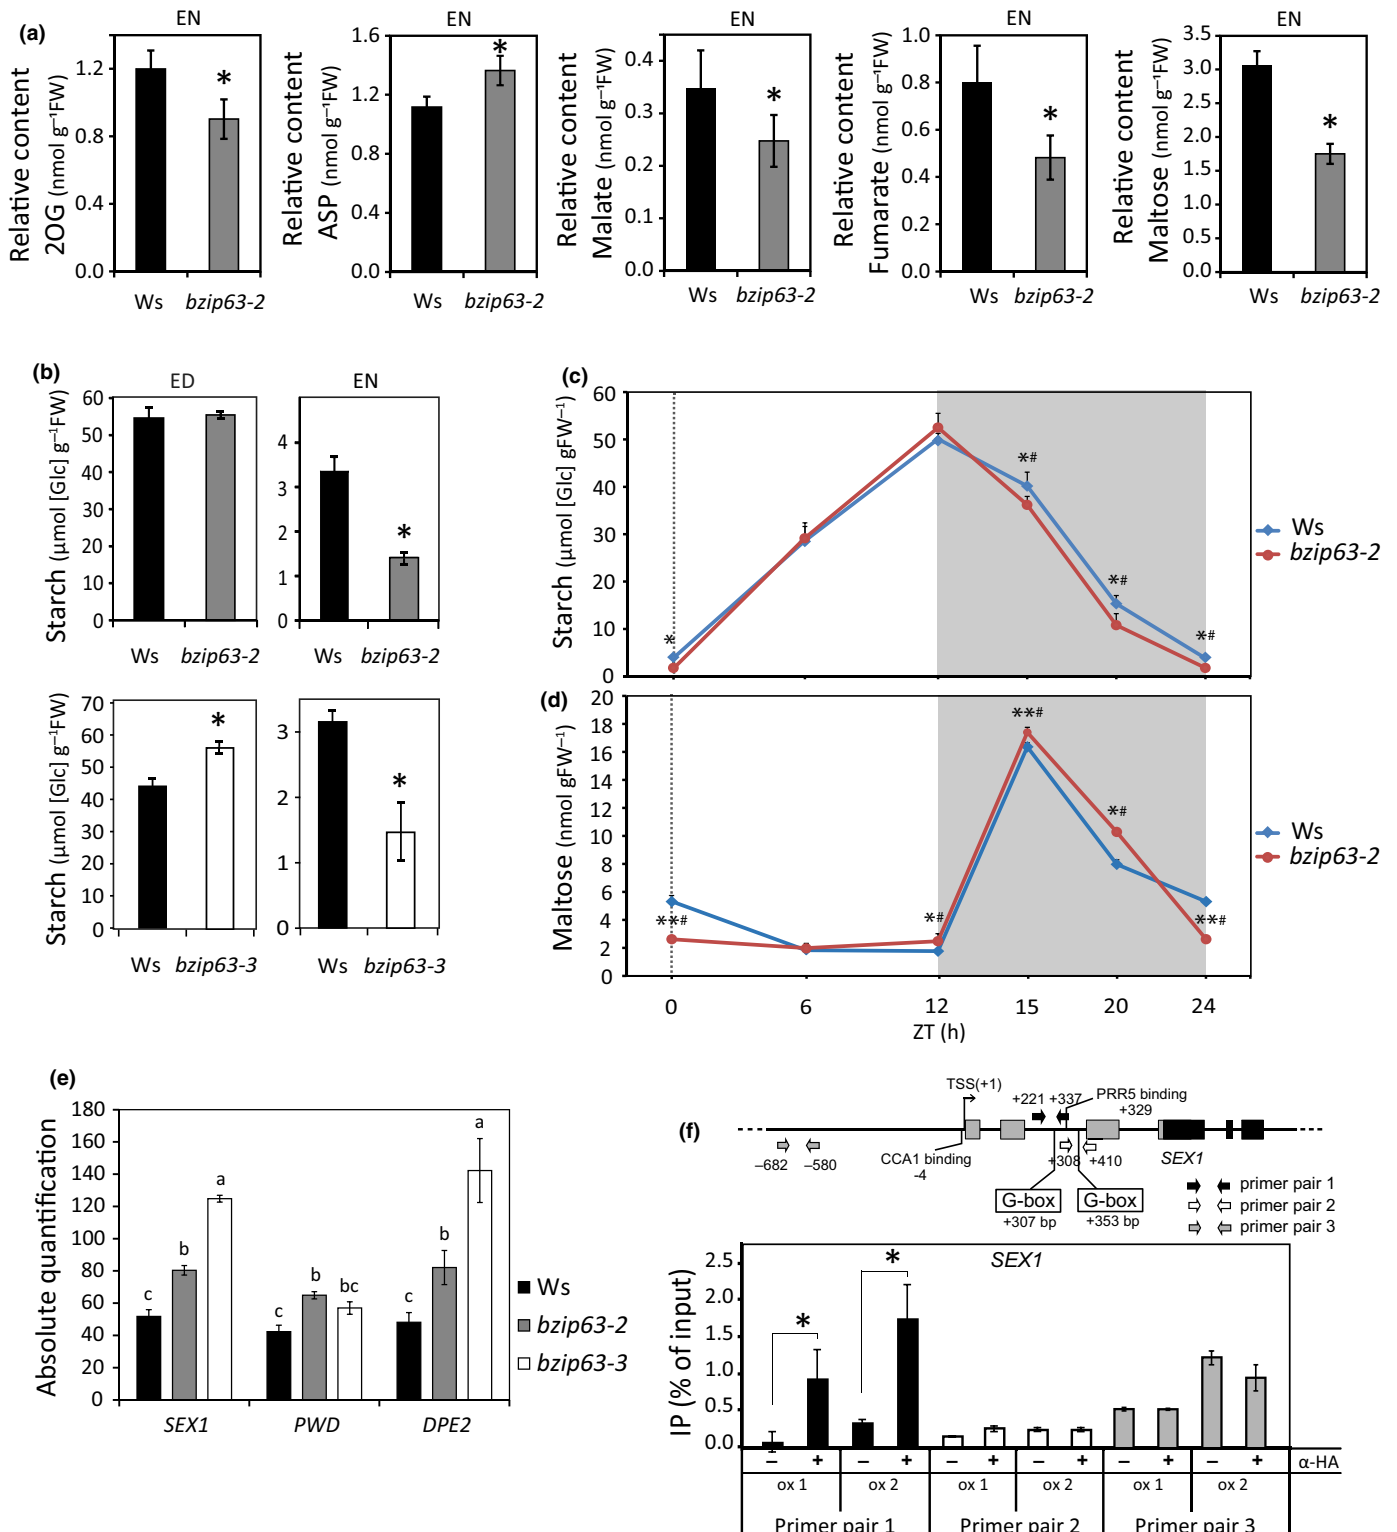 (a)
EN
Relative content
2OG (nmol g⁻¹FW)
1.2
0.8
0.4
0.0
*
Ws
bzip63-2
EN
Relative content
ASP (nmol g⁻¹FW)
1.6
1.2
1.6
0.4
0.0
*
Ws
bzip63-2
EN
Relative content
Malate (nmol g⁻¹FW)
0.4
0.3
0.2
0.3
0.0
*
Ws
bzip63-2
EN
Relative content
Fumarate (nmol g⁻¹FW)
1.0
0.8
0.6
0.4
0.2
0.0
*
Ws
bzip63-2
EN
Relative content
Maltose (nmol g⁻¹FW)
3.5
3.0
2.5
2.0
1.5
1.0
0.5
0.0
*
Ws
bzip63-2
(b)
ED
Starch (µmol [Glc] g⁻¹FW)
60
50
40
30
20
10
0
Ws
bzip63-2
EN
4
3
2
1
0
*
Ws
bzip63-2
Starch (µmol [Glc] g⁻¹FW)
70
60
50
40
30
20
10
0
*
Ws
bzip63-3
3
2
1
0
*
Ws
bzip63-3
(c)
Starch (µmol [Glc] gFW⁻¹)
60
50
40
30
20
10
0
*
*#
*#
*#
Ws
bzip63-2
(d)
Maltose (nmol gFW⁻¹)
20
18
16
14
12
10
8
6
4
2
0
**#
*#
**#
*#
**#
Ws
bzip63-2
0
6
12
15
20
24
ZT (h)
(e)
Absolute quantification
180
160
140
120
100
80
60
40
20
0
c
b
a
c
b
bc
c
b
a
SEX1
PWD
DPE2
Ws
bzip63-2
bzip63-3
(f)
TSS(+1)
+221
+337
PRR5 binding
+329
−682
−580
CCA1 binding
-4
+308
+410
SEX1
G-box
+307 bp
G-box
+353 bp
primer pair 1
primer pair 2
primer pair 3
SEX1
IP (% of input)
2.5
2.0
1.5
1.0
0.5
0.0
*
*
− + − + − + − + − + − + α-HA
ox 1 ox 2 ox 1 ox 2 ox 1 ox 2
Primer pair 1 Primer pair 2 Primer pair 3